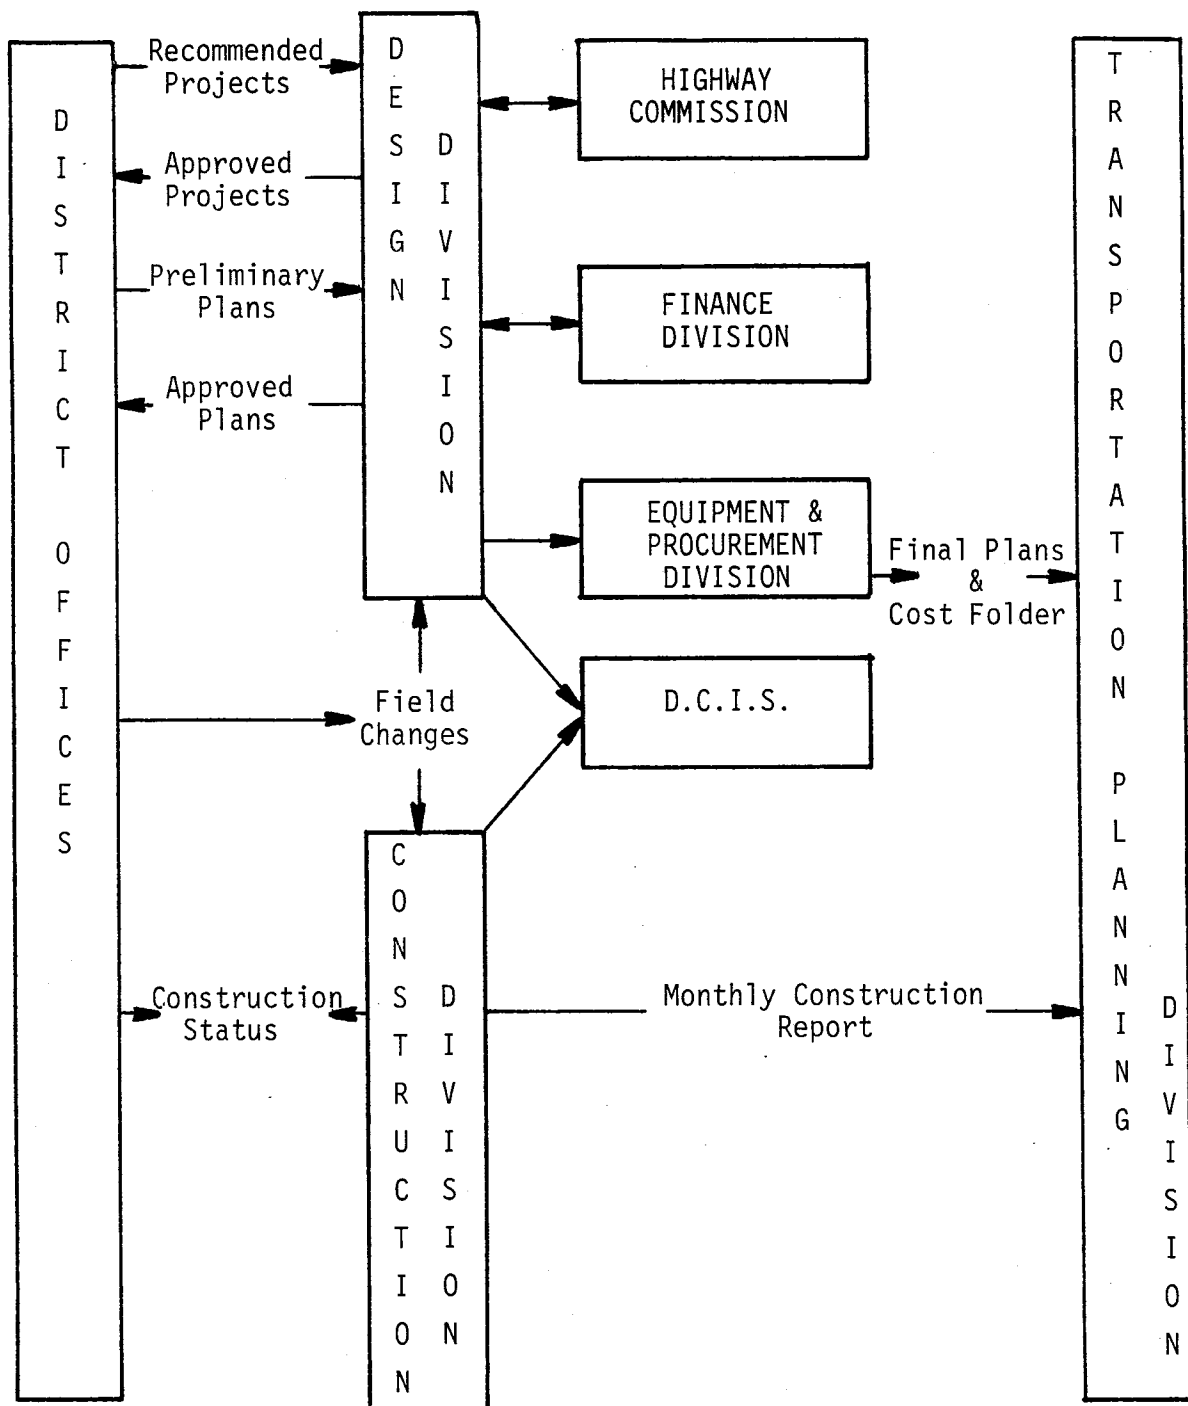 DISTRICT OFFICES
Recommended
Projects
Approved
Projects
Preliminary
Plans
Approved
Plans
DESIGN
DIVISION
HIGHWAY
COMMISSION
FINANCE
DIVISION
EQUIPMENT &
PROCUREMENT
DIVISION
Final Plans
&
Cost Folder
D.C.I.S.
Field
Changes
CONSTRUCTION
DIVISION
Construction
Status
Monthly Construction
Report
TRANSPORTATION PLANNING
DIVISION